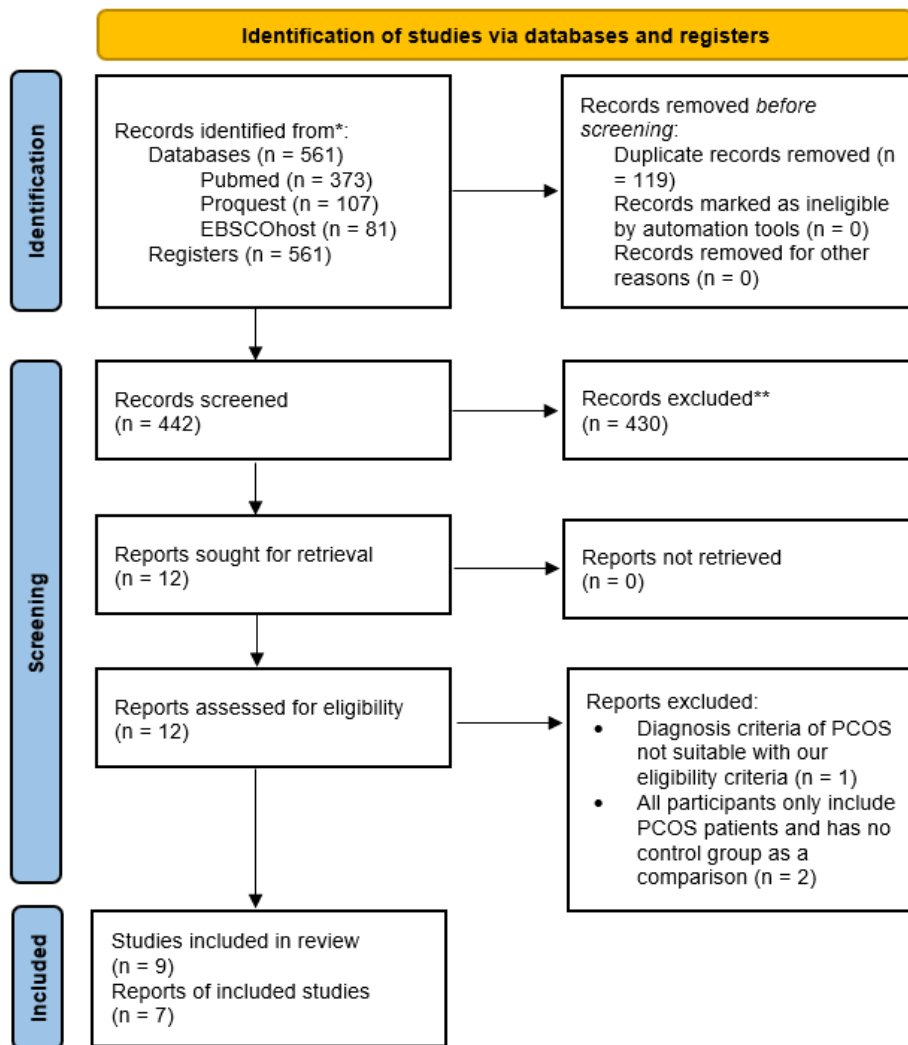 Identification of studies via databases and registers
Identification
Records identified from*:
Databases (n = 561)
Pubmed (n = 373)
Proquest (n = 107)
EBSCOhost (n = 81)
Registers (n = 561)
Records removed before
screening:
Duplicate records removed (n
= 119)
Records marked as ineligible
by automation tools (n = 0)
Records removed for other
reasons (n = 0)
Screening
Records screened
(n = 442)
Records excluded**
(n = 430)
Reports sought for retrieval
(n = 12)
Reports not retrieved
(n = 0)
Reports assessed for eligibility
(n = 12)
Reports excluded:
• Diagnosis criteria of PCOS
not suitable with our
eligibility criteria (n = 1)
• All participants only include
PCOS patients and has no
control group as a
comparison (n = 2)
Included
Studies included in review
(n = 9)
Reports of included studies
(n = 7)